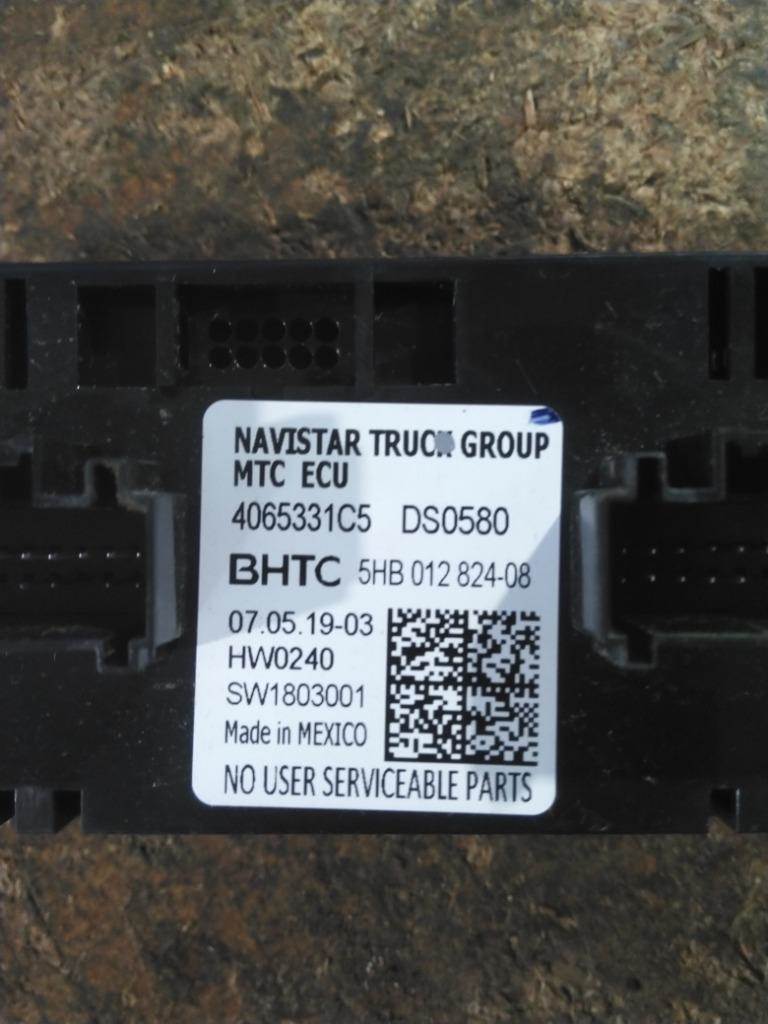 NAVISTAR TRUCK GROUP
MTC ECU
4065331C5 DS0580
BHTC 5HB 012 824-08
07.05.19-03
HW0240
SW1803001
Made in MEXICO
NO USER SERVICEABLE PARTS